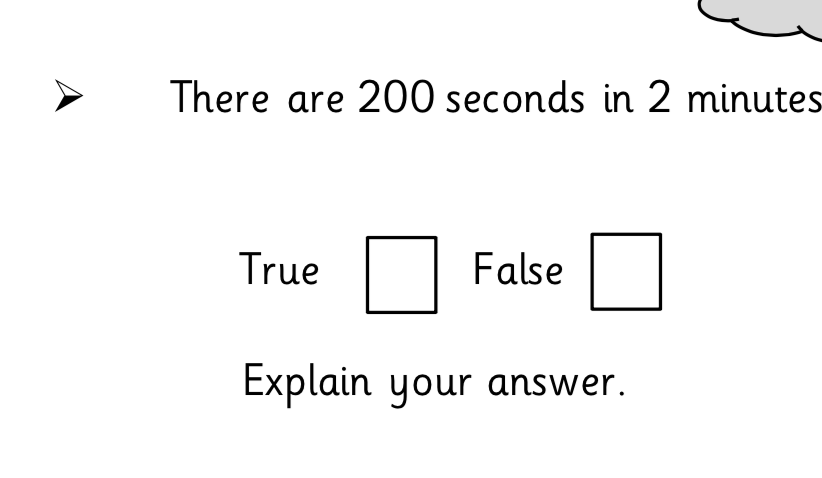 There are 200 seconds in 2 minutes
True False
Explain your answer.